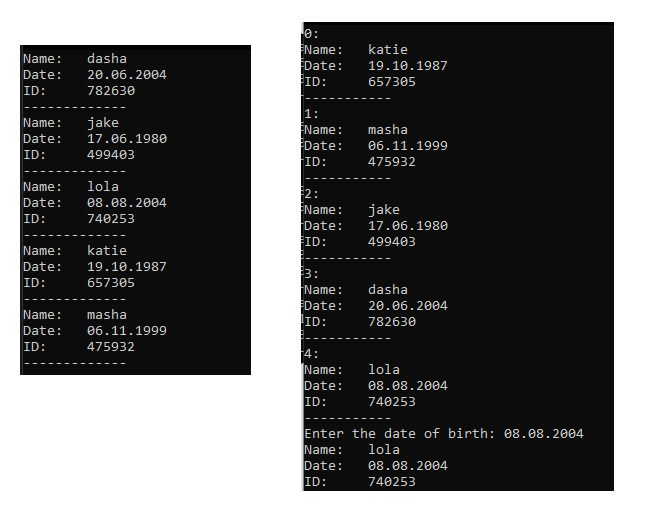 Name:   dasha
Date:   20.06.2004
ID:     782630
-------------
Name:   jake
Date:   17.06.1980
ID:     499403
-------------
Name:   lola
Date:   08.08.2004
ID:     740253
-------------
Name:   katie
Date:   19.10.1987
ID:     657305
-------------
Name:   masha
Date:   06.11.1999
ID:     475932
-------------
0:
Name:   katie
Date:   19.10.1987
ID:     657305
-----------
1:
Name:   masha
Date:   06.11.1999
ID:     475932
-----------
2:
Name:   jake
Date:   17.06.1980
ID:     499403
-----------
3:
Name:   dasha
Date:   20.06.2004
ID:     782630
-----------
4:
Name:   lola
Date:   08.08.2004
ID:     740253
-----------
Enter the date of birth: 08.08.2004
Name:   lola
Date:   08.08.2004
ID:     740253